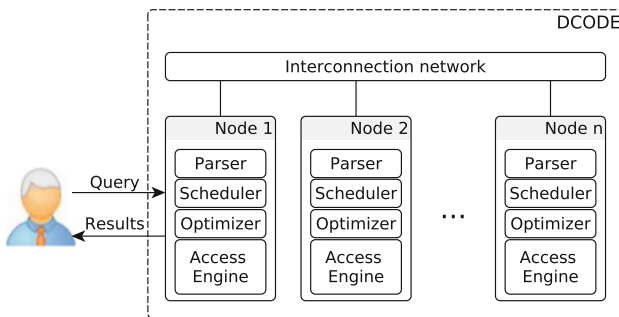 DCODE
Interconnection network
Node 1
Node 2
Node n
Parser
Parser
Parser
Query
Scheduler
Scheduler
Scheduler
Results
Optimizer
Optimizer
...
Optimizer
Access
Engine
Access
Engine
Access
Engine